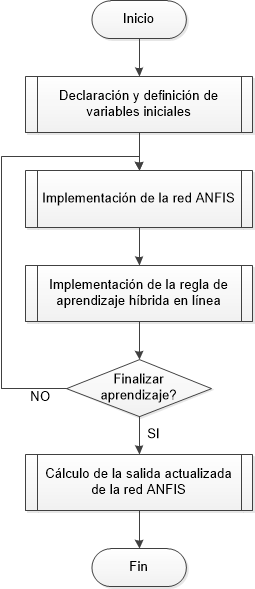 Inicio
Declaración y definición de
variables iniciales
Implementación de la red ANFIS
Implementación de la regla de
aprendizaje híbrida en línea
Finalizar
aprendizaje?
NO
SI
Cálculo de la salida actualizada
de la red ANFIS
Fin